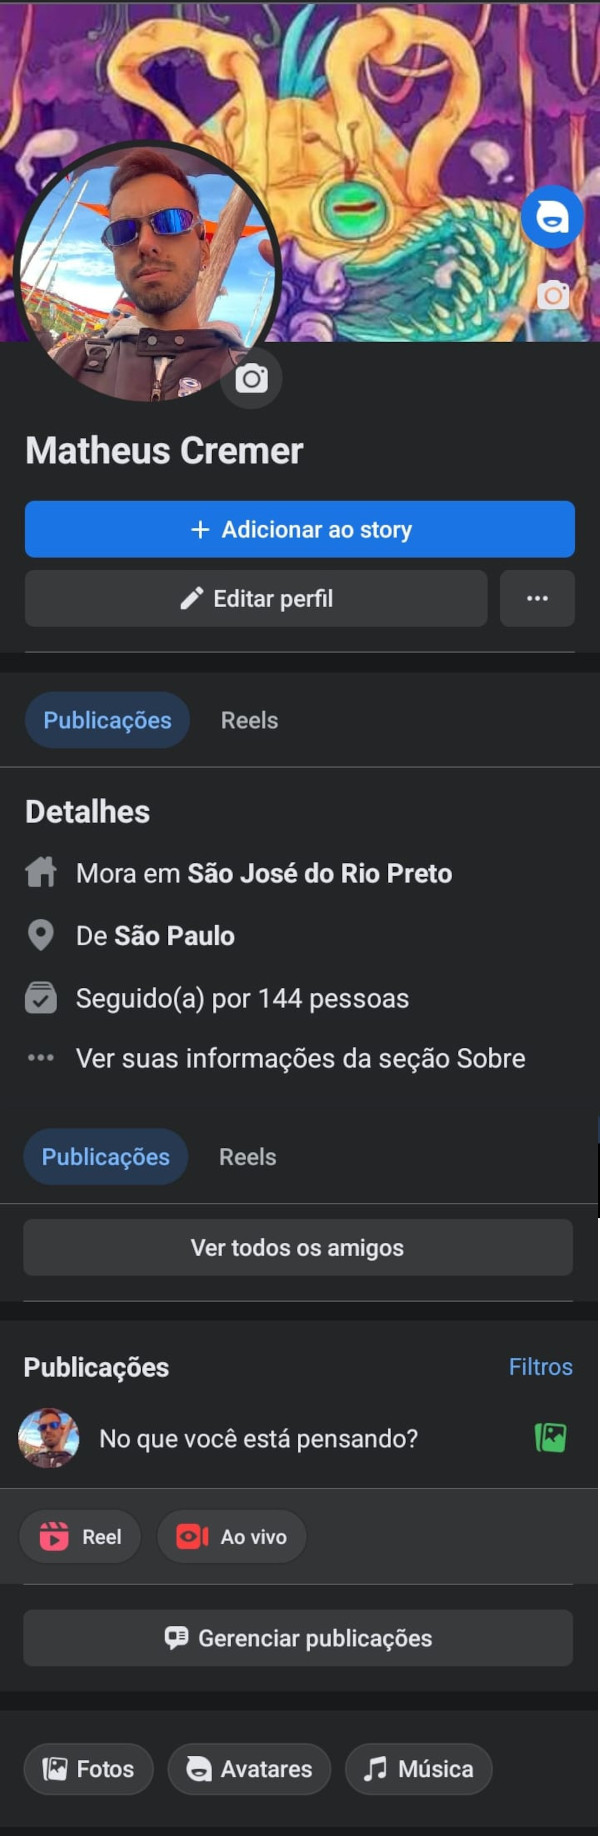 Matheus Cremer
+ Adicionar ao story
Editar perfil
Publicações Reels
Detalhes
Mora em São José do Rio Preto
De São Paulo
Seguido(a) por 144 pessoas
Ver suas informações da seção Sobre
Publicações Reels
Ver todos os amigos
Publicações Filtros
No que você está pensando?
Reel Ao vivo
Gerenciar publicações
Fotos Avatares Música